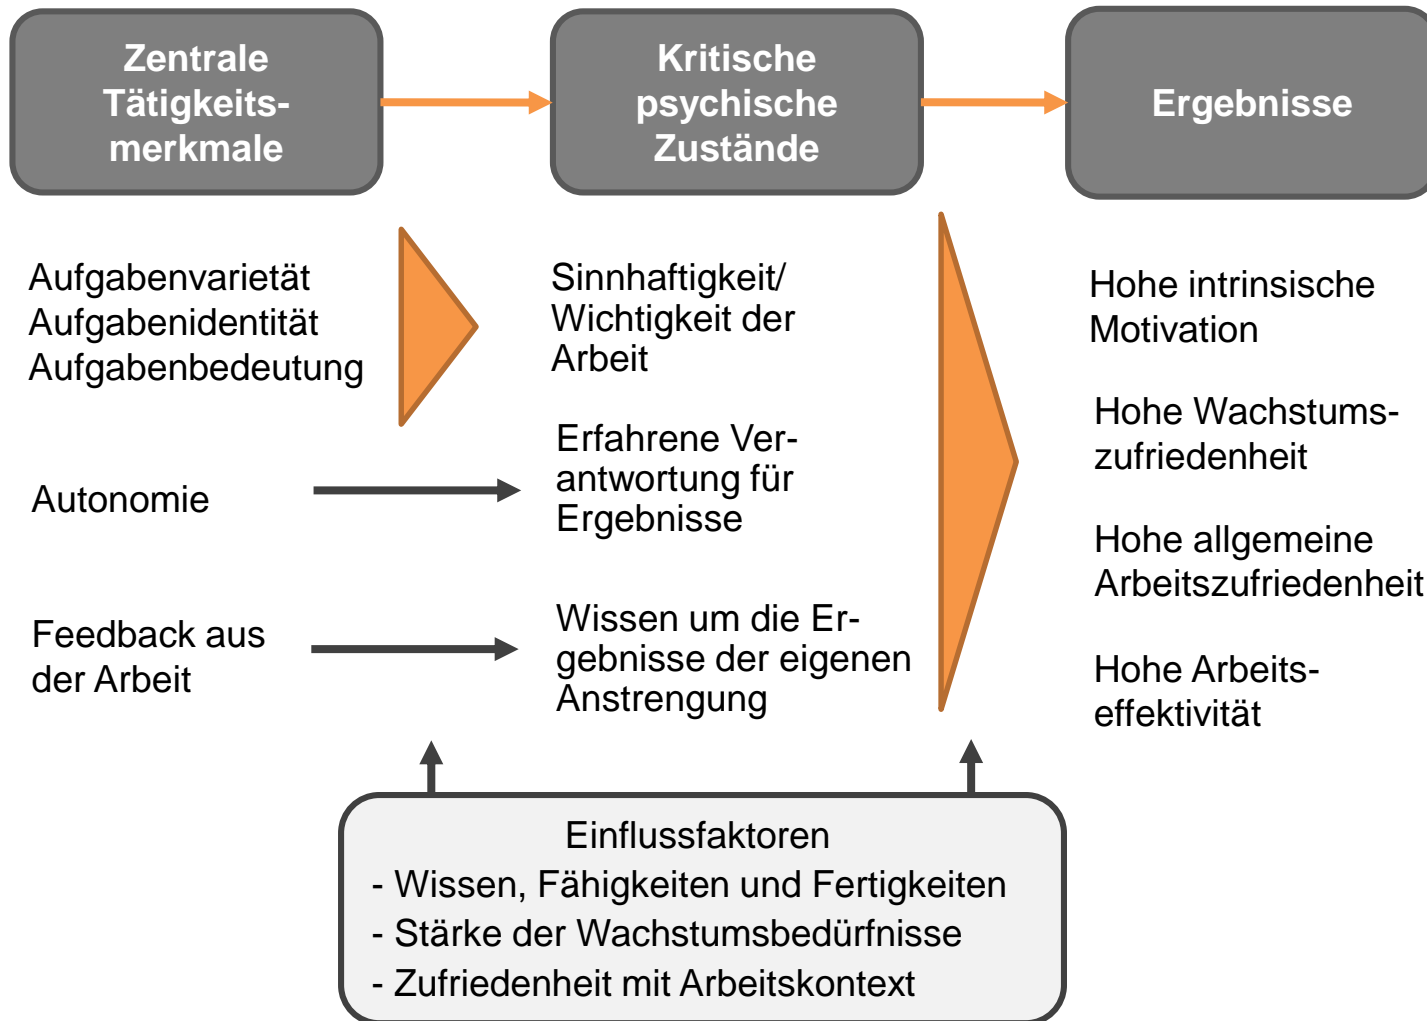 Zentrale
Tätigkeits-
merkmale
Kritische
psychische
Zustände
Ergebnisse
Aufgabenvarietät
Aufgabenidentität
Aufgabenbedeutung
Sinnhaftigkeit/
Wichtigkeit der
Arbeit
Autonomie
Erfahrene Ver-
antwortung für
Ergebnisse
Feedback aus
der Arbeit
Wissen um die Er-
gebnisse der eigenen
Anstrengung
Hohe intrinsische
Motivation
Hohe Wachstums-
zufriedenheit
Hohe allgemeine
Arbeitszufriedenheit
Hohe Arbeits-
effektivität
Einflussfaktoren
- Wissen, Fähigkeiten und Fertigkeiten
- Stärke der Wachstumsbedürfnisse
- Zufriedenheit mit Arbeitskontext